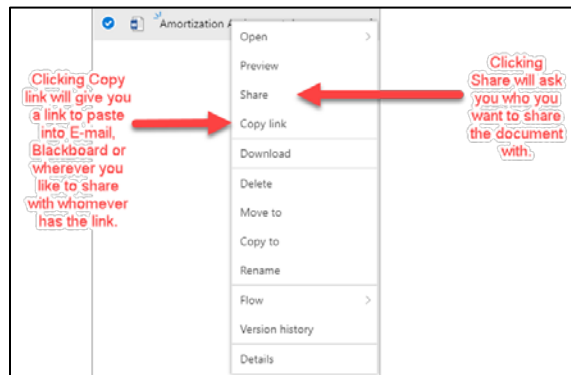 Amortization
Open
Preview
Share
Copy link
Download
Delete
Move to
Copy to
Rename
Flow
Version history
Details
Clicking Copy
link will give you
a link to paste
into E-mail,
Blackboard or
wherever you
like to share
with whomever
has the link.
Clicking
Share will ask
you who you
want to share
the document
with.